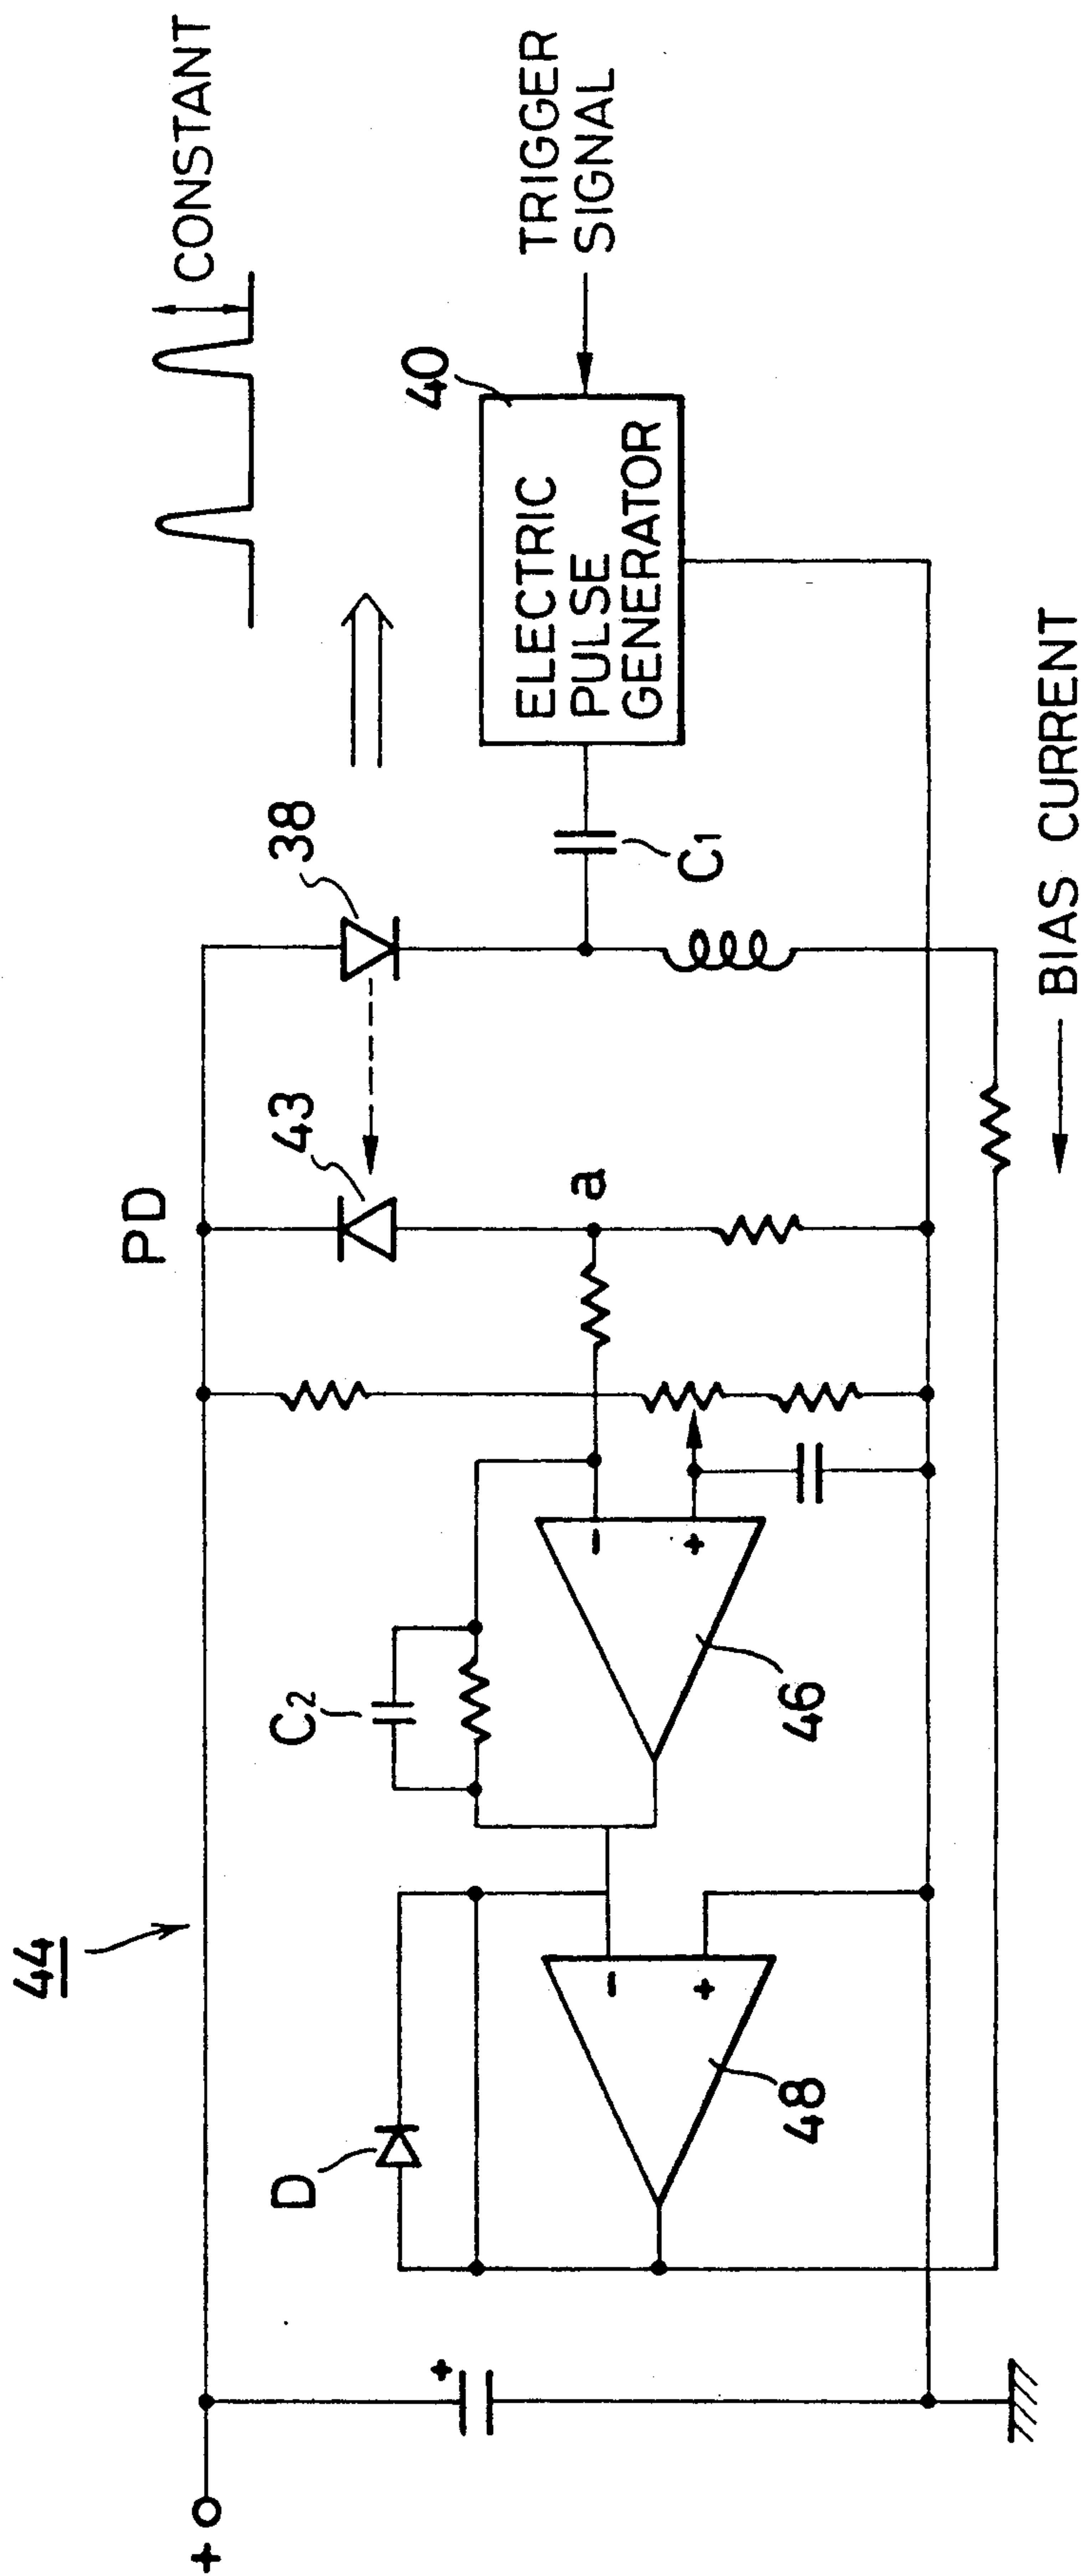 44
CONSTANT
PD
43
38
40
TRIGGER
SIGNAL
ELECTRIC
PULSE
GENERATOR
C1
a
C2
D
46
48
-
+
-
+
+
+
BIAS CURRENT